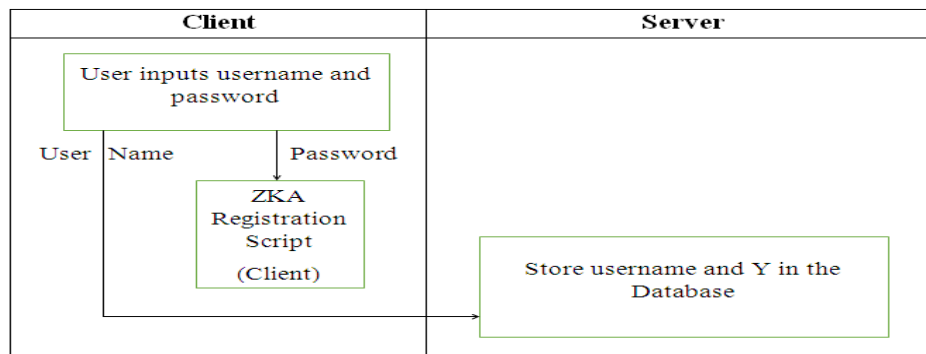 Client
Server
User inputs username and
password
User Name
Password
ZKA
Registration
Script
(Client)
Store username and Y in the
Database